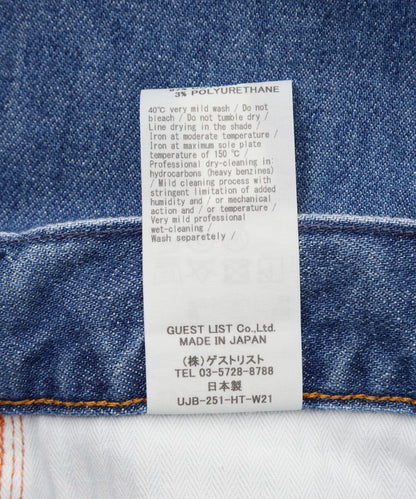 3% POLYURETHANE
40℃ very mild wash / Do not
bleach / Do not tumble dry /
Line drying in the shade /
Iron at moderate temperature /
Iron at maximum sole plate
temperature of 150 ℃ /
Professional dry-cleaning in:
hydrocarbons (heavy benzines)
/ Mild cleaning process with
stringent limitation of added
humidity and / or mechanical
action and / or temperature /
Very mild professional
wet-cleaning /
Wash separately /
GUEST LIST Co.,Ltd.
MADE IN JAPAN
(株)ゲストリスト
TEL 03-5728-8788
日本製
UJB-251-HT-W21